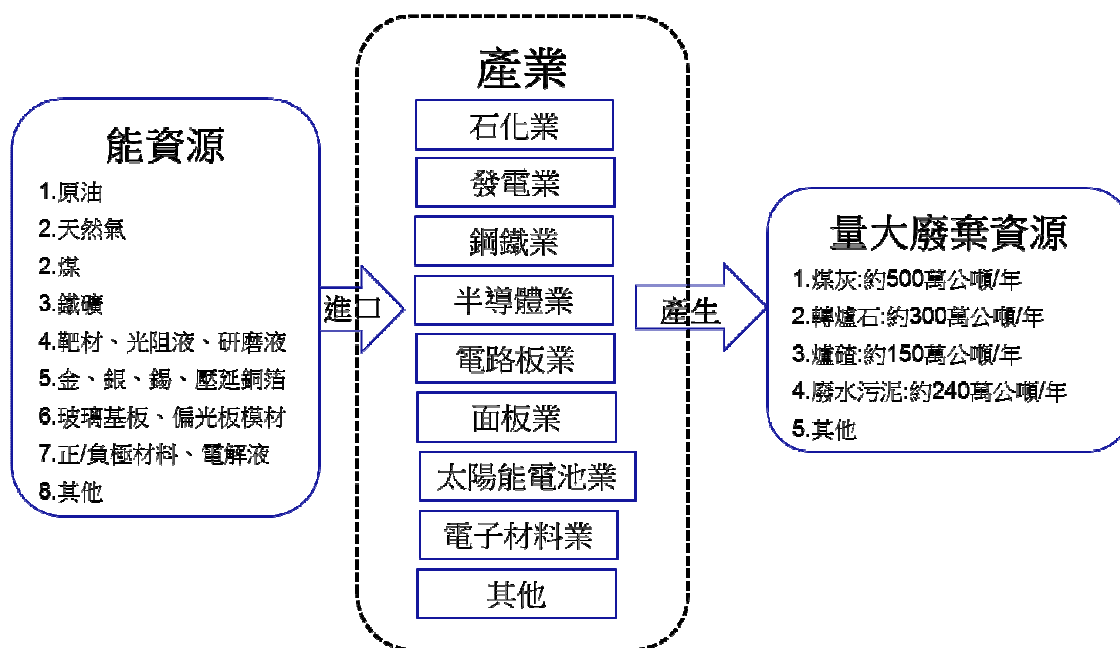 能資源
1.原油
2.天然氣
2.煤
3.鐵礦
4.靶材、光阻液、研磨液
5.金、銀、錫、壓延銅箔
6.玻璃基板、偏光板模材
7.正/負極材料、電解液
8.其他
進口
產業
石化業
發電業
鋼鐵業
半導體業
電路板業
面板業
太陽能電池業
電子材料業
其他
產生
量大廢棄資源
1.煤灰:約500萬公噸/年
2.轉爐石:約300萬公噸/年
3.爐碴:約150萬公噸/年
4.廢水污泥:約240萬公噸/年
5.其他